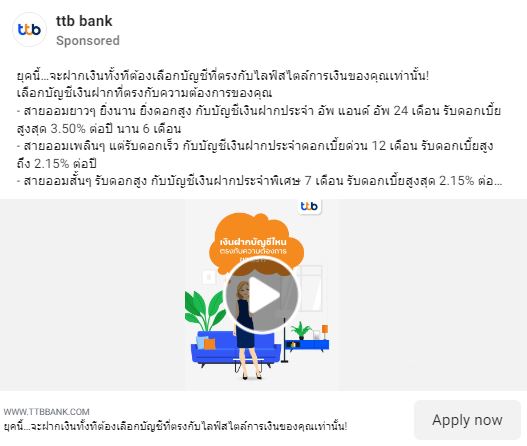 ttb bank
Sponsored
ttb
ยุคนี้...จะฝากเงินทั้งทีต้องเลือกบัญชีที่ตรงกับไลฟ์สไตล์การเงินของคุณเท่านั้น!
เลือกบัญชีเงินฝากที่ตรงกับความต้องการของคุณ
- สายออมยาวๆ ยิ่งนาน ยิ่งดอกสูง กับบัญชีเงินฝากประจำ อัพ แอนด์ อัพ 24 เดือน รับดอกเบี้ย
สูงสุด 3.50% ต่อปี นาน 6 เดือน
- สายออมเพลินๆ แต่รับดอกเร็ว กับบัญชีเงินฝากประจำดอกเบี้ยด่วน 12 เดือน รับดอกเบี้ยสูง
ถึง 2.15% ต่อปี
- สายออมสั้นๆ รับดอกสูง กับบัญชีเงินฝากประจำพิเศษ 7 เดือน รับดอกเบี้ยสูงสุด 2.15% ต่อ...
ttb
เงินฝากบัญชีไหน
ตรงกับความต้องการ
WWW.TTBBANK.COM
ยุคนี้...จะฝากเงินทั้งทีต้องเลือกบัญชีที่ตรงกับไลฟ์สไตล์การเงินของคุณเท่านั้น!
Apply now